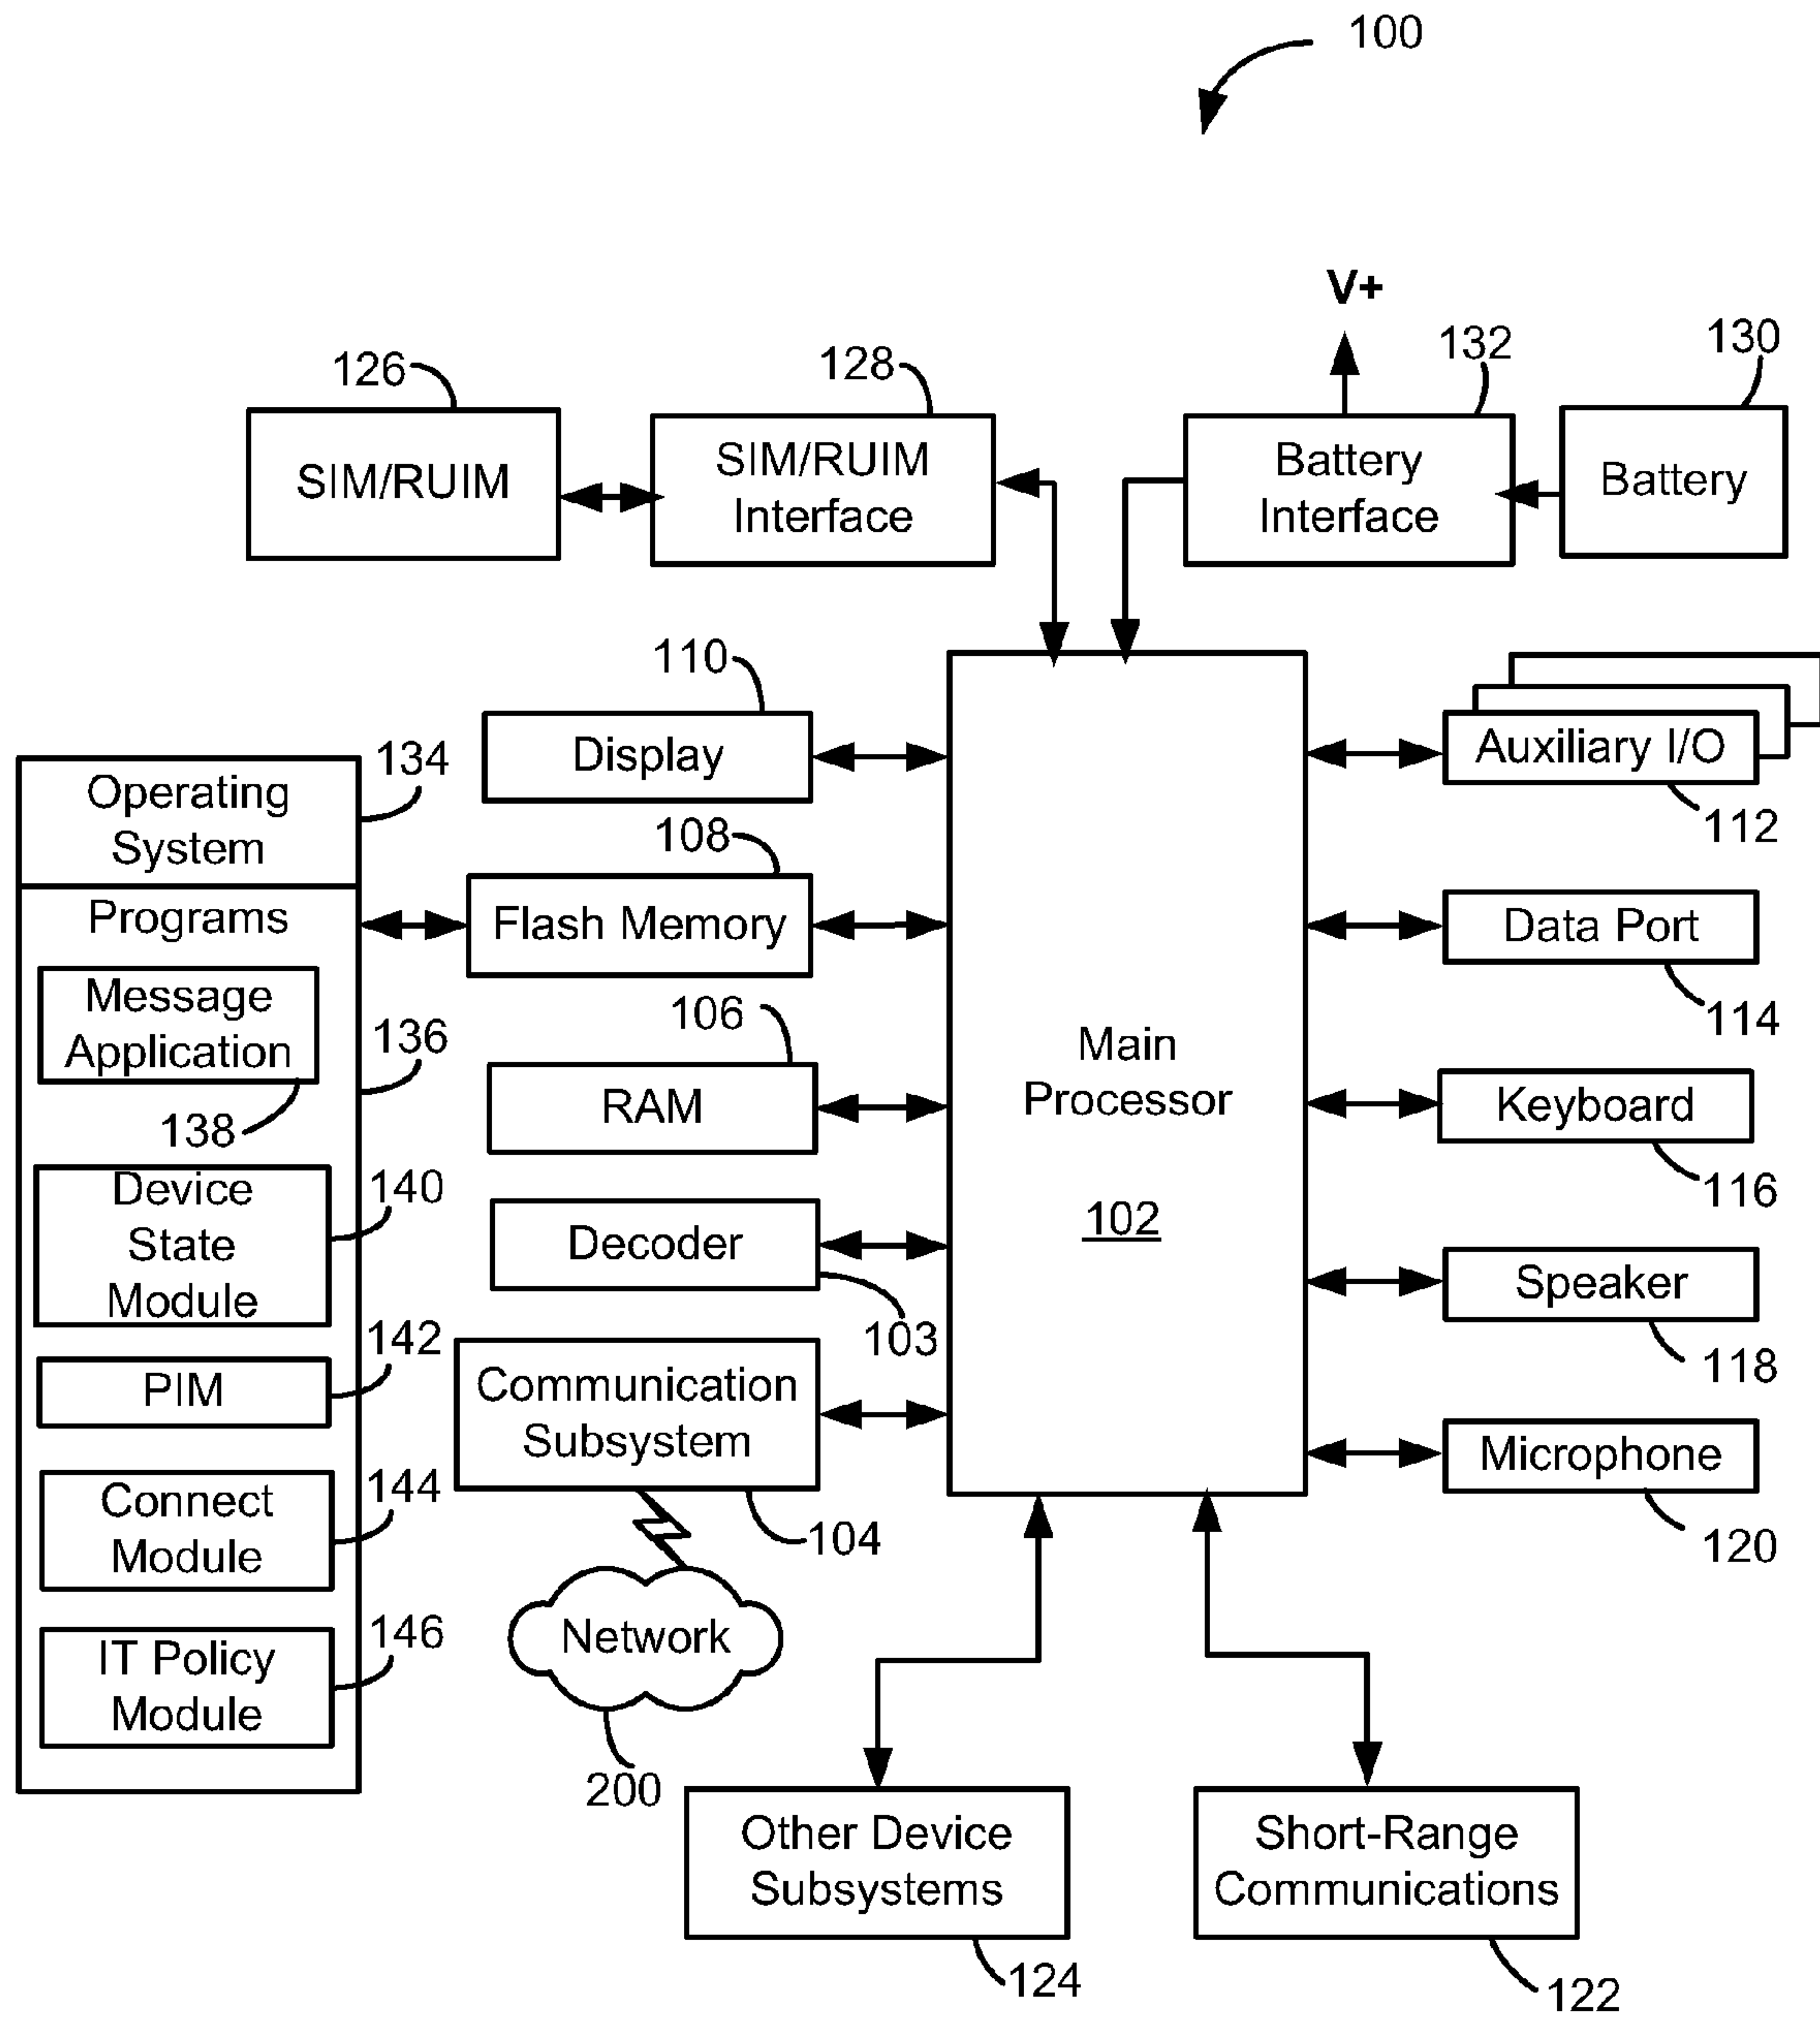 100
V+
126
128
132
130
SIM/RUIM
SIM/RUIM
Interface
Battery
Interface
Battery
110
Display
Auxiliary I/O
112
134
Operating
System
108
Flash Memory
Programs
Data Port
114
Message
Application
138
136
106
RAM
Main
Processor
102
Keyboard
116
Device
State
Module
140
Decoder
103
Speaker
118
PIM
142
Communication
Subsystem
104
Microphone
120
Connect
Module
144
Network
200
IT Policy
Module
146
Other Device
Subsystems
124
Short-Range
Communications
122